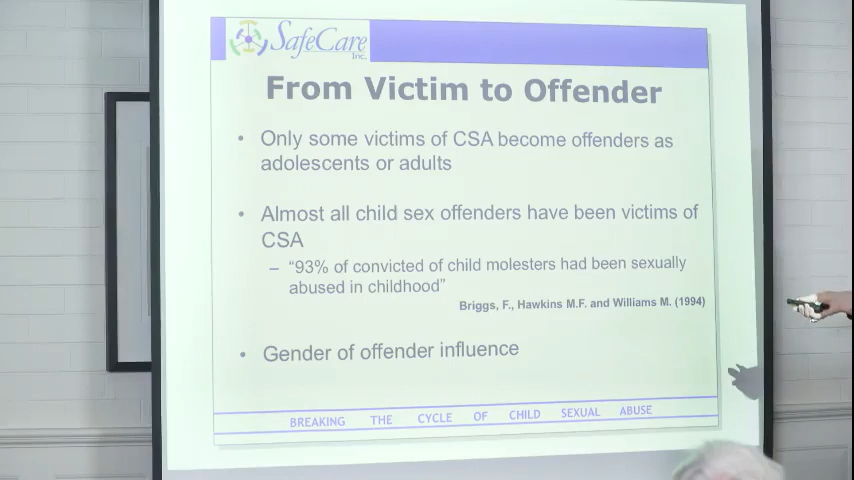 SafeCare
Inc.
From Victim to Offender
• Only some victims of CSA become offenders as
adolescents or adults
• Almost all child sex offenders have been victims of
CSA
– “93% of convicted of child molesters had been sexually
abused in childhood”
Briggs, F., Hawkins M.F. and Williams M. (1994)
• Gender of offender influence
BREAKING THE CYCLE OF CHILD SEXUAL ABUSE